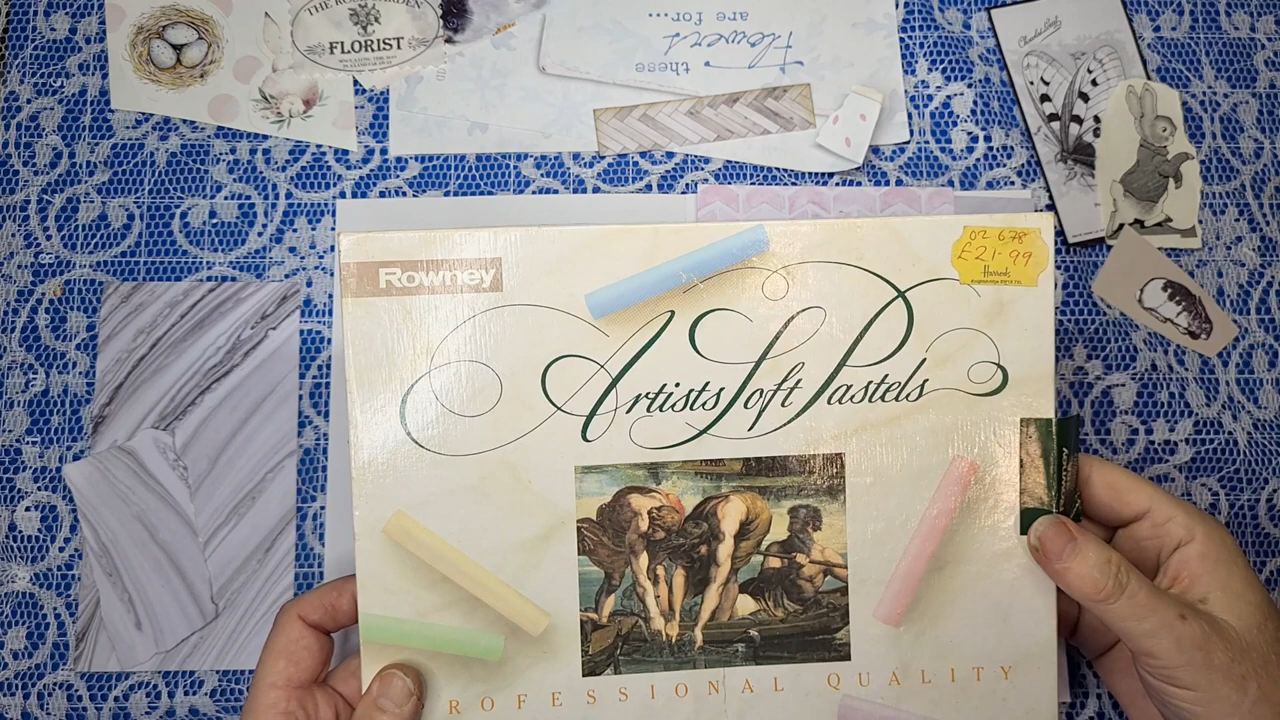 THE ROSE GARDEN
FLORIST
these
Flowers
are for...
Rowney
02 678
£21.99
Harrods
Artists Soft Pastels
ROFESSIONAL QUALITY